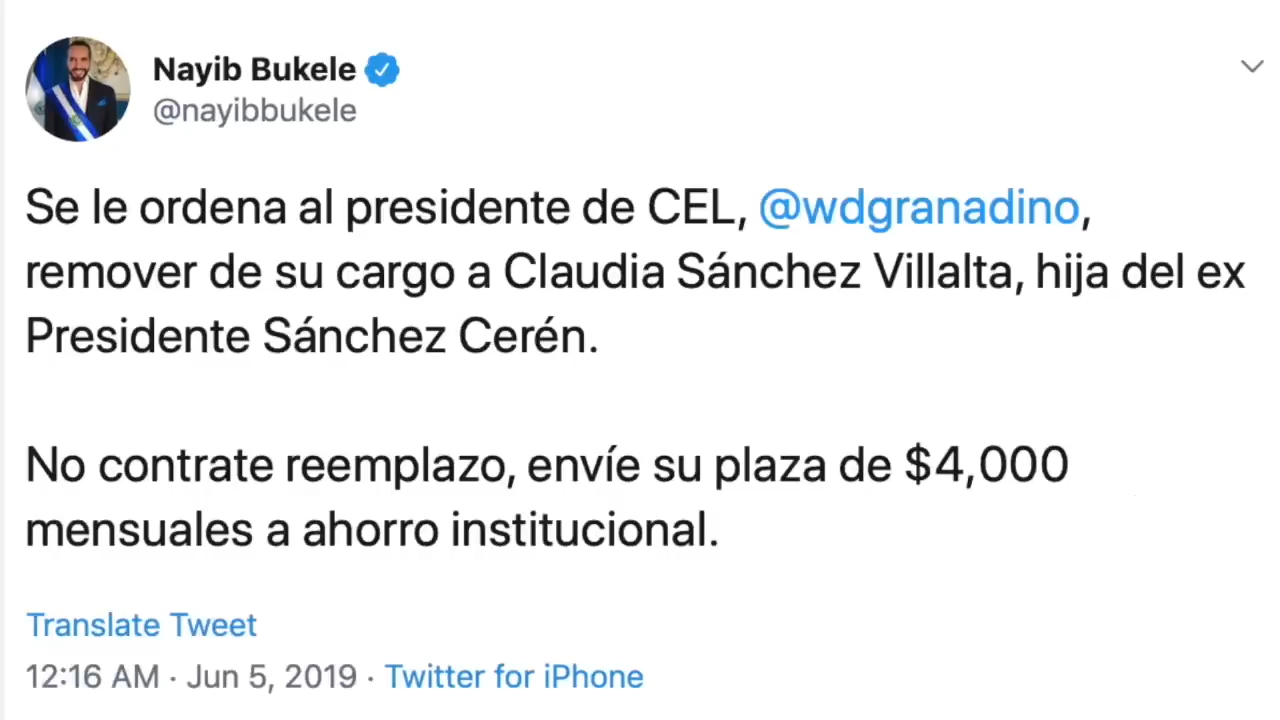 Nayib Bukele
@nayibbukele
Se le ordena al presidente de CEL, @wdgranadino,
remover de su cargo a Claudia Sánchez Villalta, hija del ex
Presidente Sánchez Cerén.
No contrate reemplazo, envíe su plaza de $4,000
mensuales a ahorro institucional.
Translate Tweet
12:16 AM · Jun 5, 2019 · Twitter for iPhone